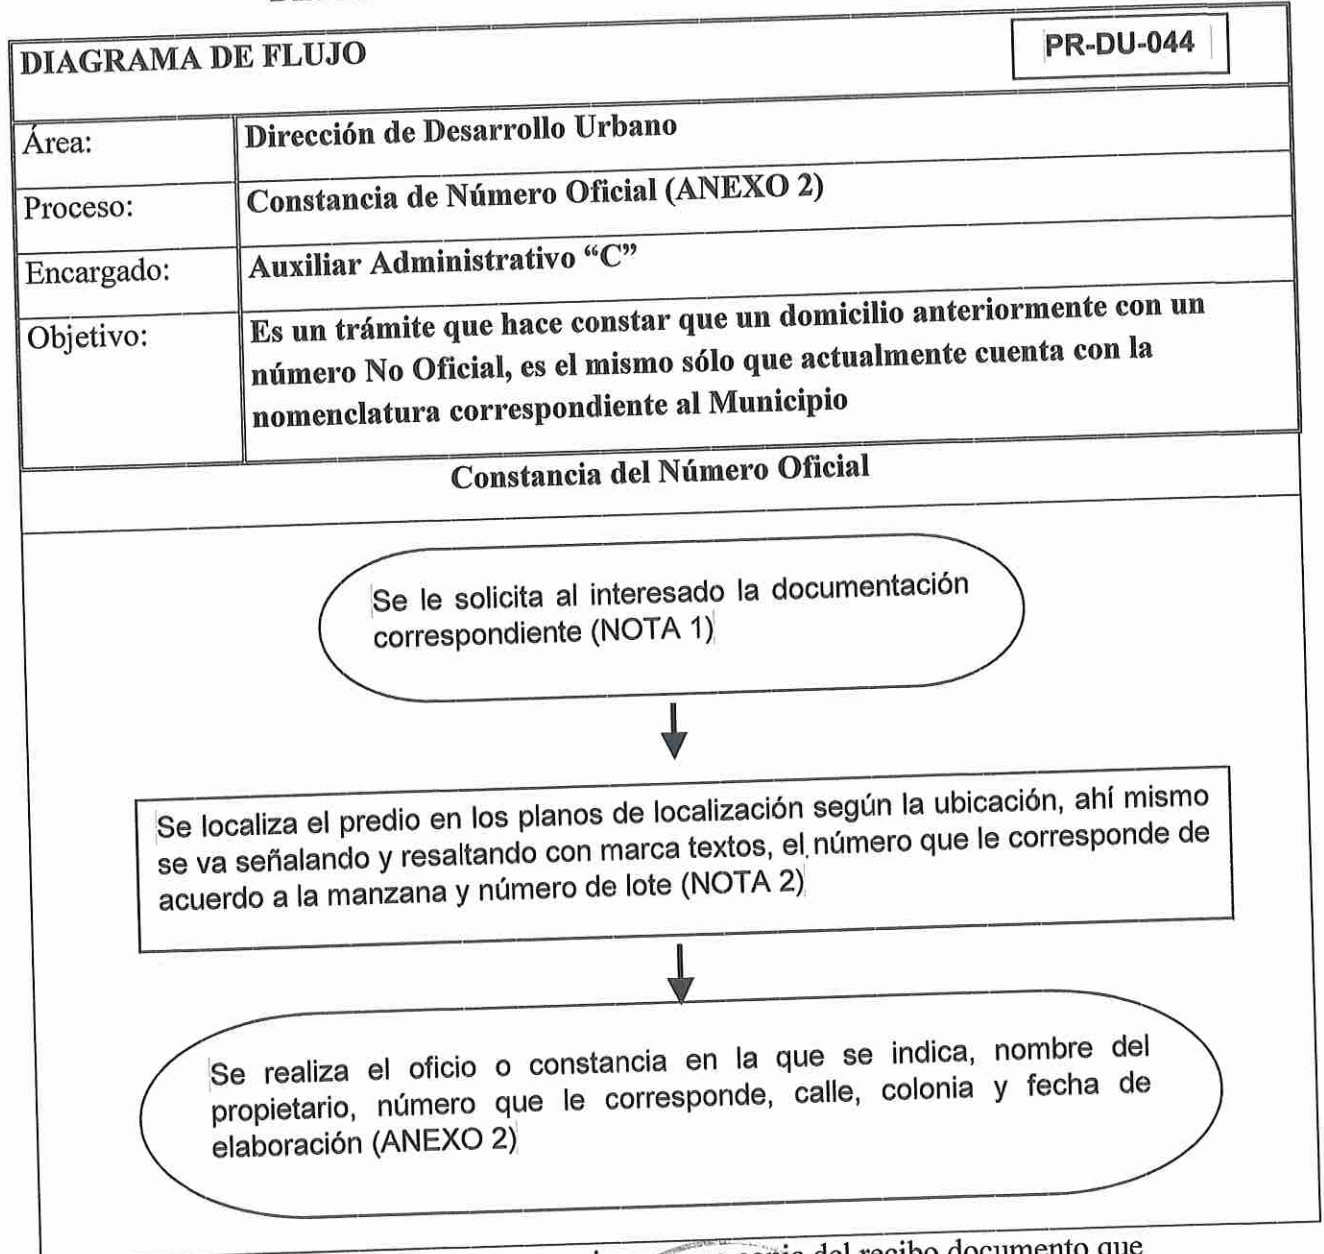 DIAGRAMA DE FLUJO
PR-DU-044
Área:
Dirección de Desarrollo Urbano
Proceso:
Constancia de Número Oficial (ANEXO 2)
Encargado:
Auxiliar Administrativo “C”
Objetivo:
Es un trámite que hace constar que un domicilio anteriormente con un
número No Oficial, es el mismo sólo que actualmente cuenta con la
nomenclatura correspondiente al Municipio
Constancia del Número Oficial
Se le solicita al interesado la documentación
correspondiente (NOTA 1)
Se localiza el predio en los planos de localización según la ubicación, ahí mismo
se va señalando y resaltando con marca textos, el número que le corresponde de
acuerdo a la manzana y número de lote (NOTA 2)
Se realiza el oficio o constancia en la que se indica, nombre del
propietario, número que le corresponde, calle, colonia y fecha de
elaboración (ANEXO 2)
del recibo documento que